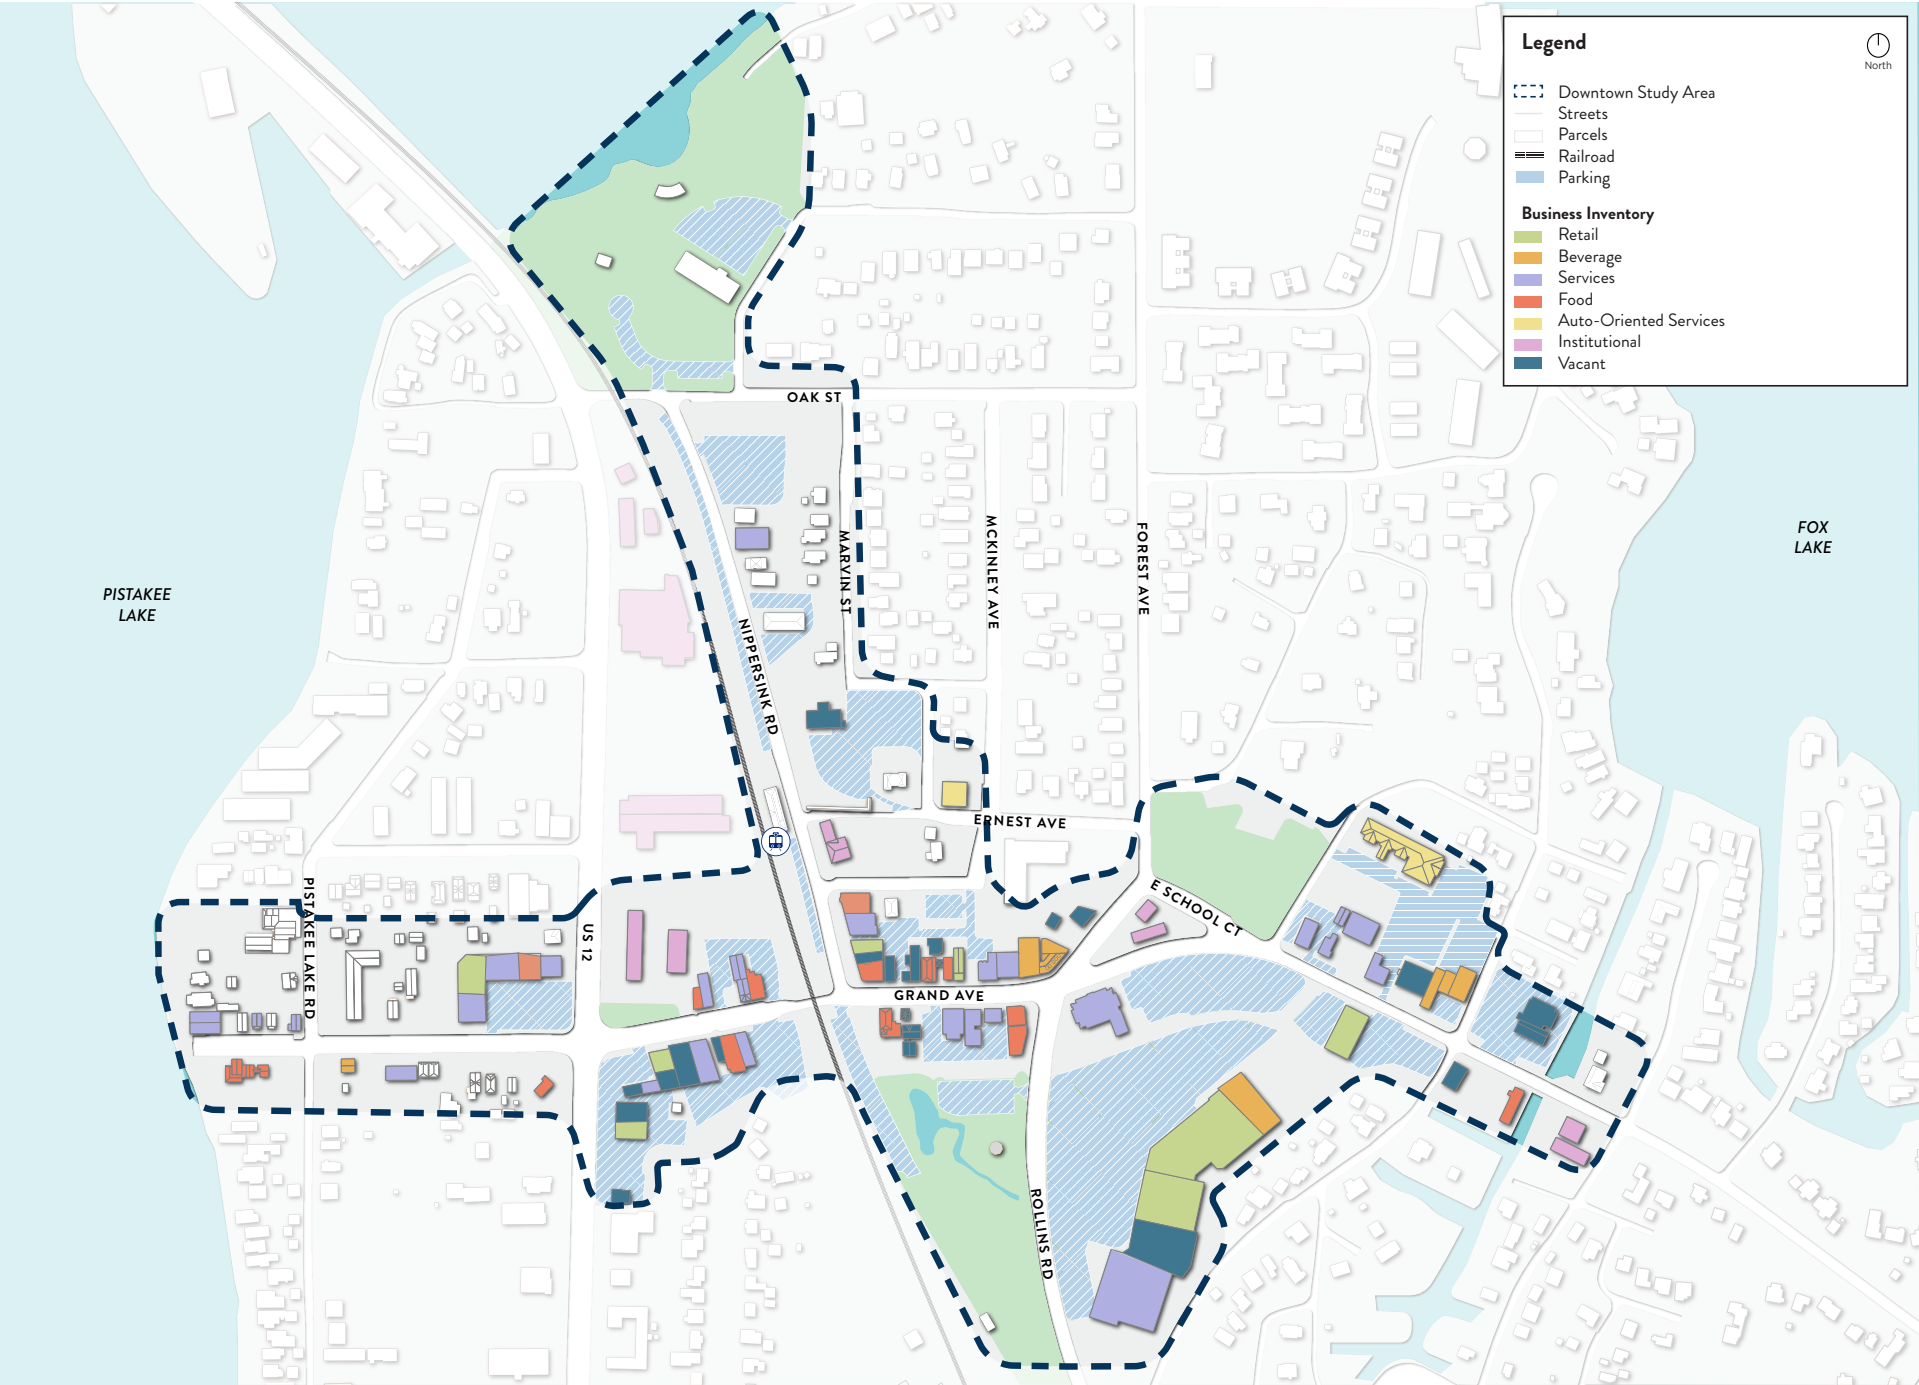 Legend
North
Downtown Study Area
Streets
Parcels
Railroad
Parking
Business Inventory
Retail
Beverage
Services
Food
Auto-Oriented Services
Institutional
Vacant
OAK ST
MARVIN ST
MCKINLEY AVE
FOREST AVE
FOX
LAKE
PISTAKEE
LAKE
NIPPERSINK RD
ERNEST AVE
E SCHOOL CT
PISTAKEE LAKE RD
US 12
GRAND AVE
ROLLINS RD